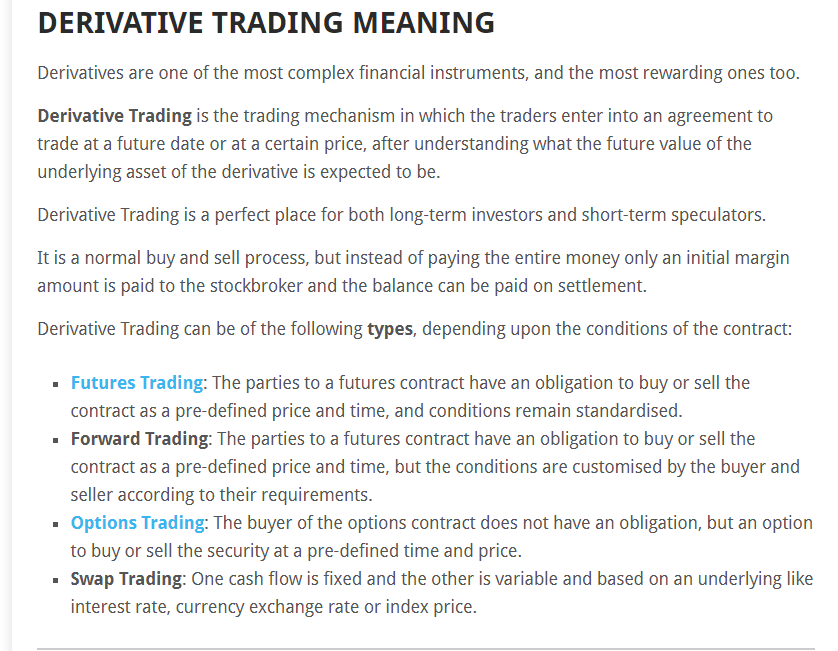 DERIVATIVE TRADING MEANING
Derivatives are one of the most complex financial instruments, and the most rewarding ones too.
Derivative Trading is the trading mechanism in which the traders enter into an agreement to
trade at a future date or at a certain price, after understanding what the future value of the
underlying asset of the derivative is expected to be.
Derivative Trading is a perfect place for both long-term investors and short-term speculators.
It is a normal buy and sell process, but instead of paying the entire money only an initial margin
amount is paid to the stockbroker and the balance can be paid on settlement.
Derivative Trading can be of the following types, depending upon the conditions of the contract:
▪ Futures Trading: The parties to a futures contract have an obligation to buy or sell the
contract as a pre-defined price and time, and conditions remain standardised.
▪ Forward Trading: The parties to a futures contract have an obligation to buy or sell the
contract as a pre-defined price and time, but the conditions are customised by the buyer and
seller according to their requirements.
▪ Options Trading: The buyer of the options contract does not have an obligation, but an option
to buy or sell the security at a pre-defined time and price.
▪ Swap Trading: One cash flow is fixed and the other is variable and based on an underlying like
interest rate, currency exchange rate or index price.